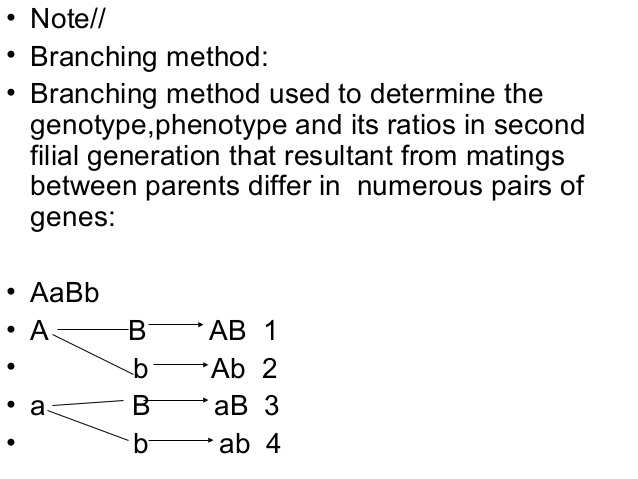 • Note//
• Branching method:
• Branching method used to determine the
genotype,phenotype and its ratios in second
filial generation that resultant from matings
between parents differ in numerous pairs of
genes:
• AaBb
• A B AB 1
• b Ab 2
• a B aB 3
• b ab 4